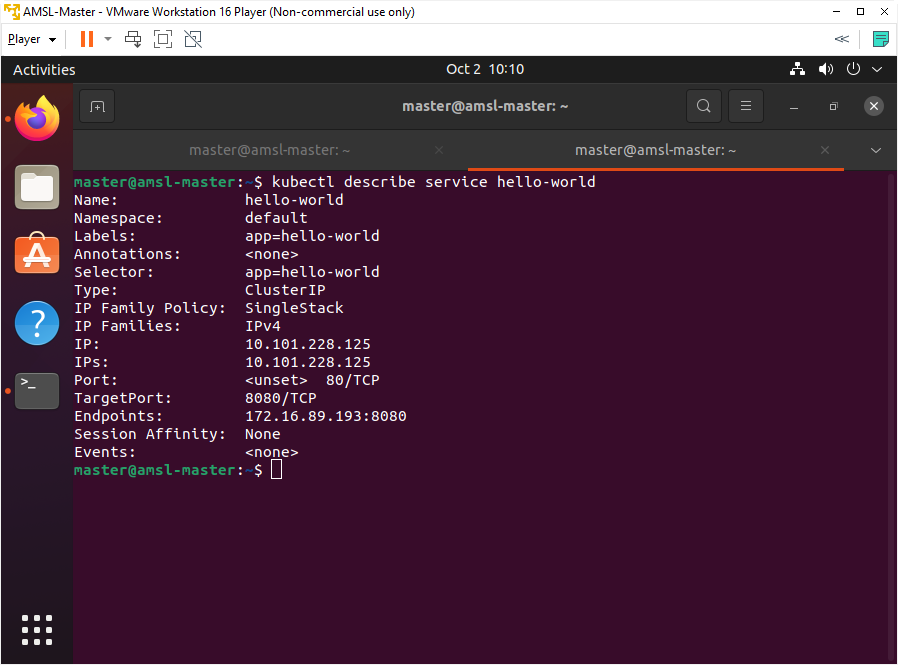 AMSL-Master - VMware Workstation 16 Player (Non-commercial use only)
Player
Activities
Oct 2 10:10
master@amsl-master: ~
master@amsl-master: ~
master@amsl-master: ~
master@amsl-master:~$ kubectl describe service hello-world
Name: hello-world
Namespace: default
Labels: app=hello-world
Annotations: <none>
Selector: app=hello-world
Type: ClusterIP
IP Family Policy: SingleStack
IP Families: IPv4
IP: 10.101.228.125
IPs: 10.101.228.125
Port: <unset> 80/TCP
TargetPort: 8080/TCP
Endpoints: 172.16.89.193:8080
Session Affinity: None
Events: <none>
master@amsl-master:~$